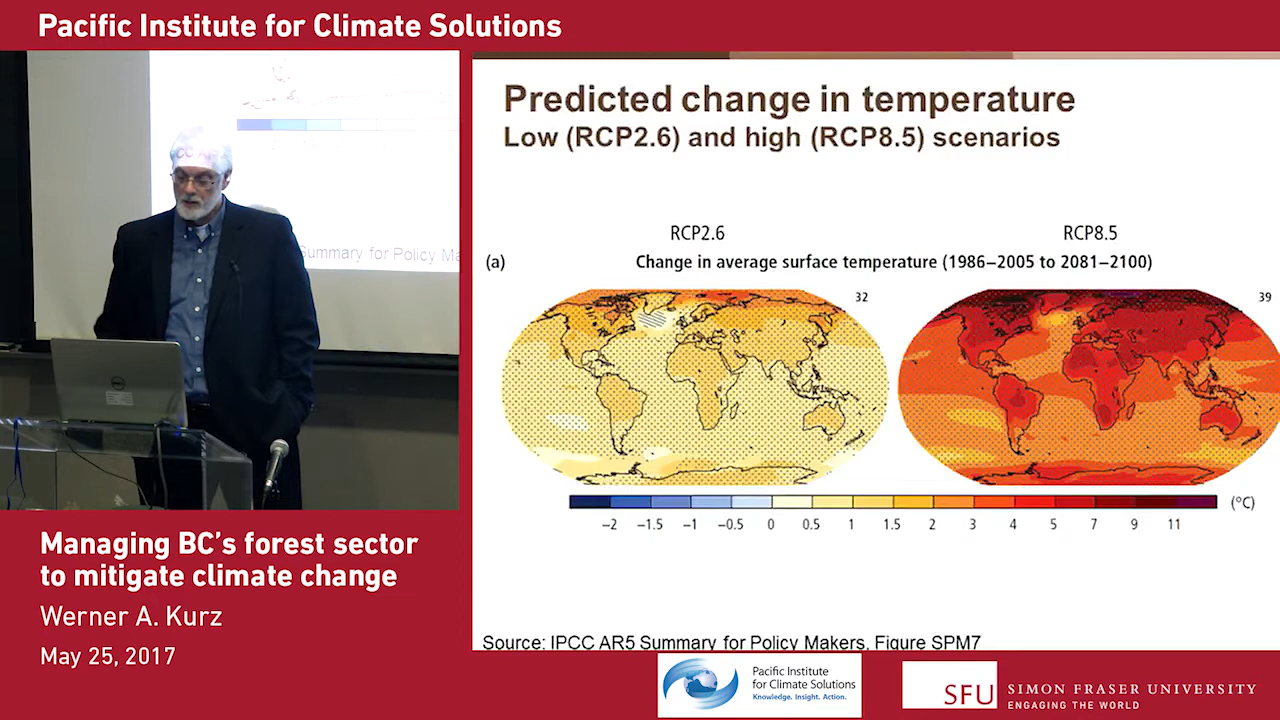 Pacific Institute for Climate Solutions
Summary for Policy Ma
DELL
Managing BC's forest sector
to mitigate climate change
Werner A. Kurz
May 25, 2017
Predicted change in temperature
Low (RCP2.6) and high (RCP8.5) scenarios
RCP2.6
RCP8.5
(a)
Change in average surface temperature (1986–2005 to 2081–2100)
32
39
(°C)
−2 −1.5 −1 −0.5 0 0.5 1 1.5 2 3 4 5 7 9 11
Source: IPCC AR5 Summary for Policy Makers, Figure SPM7
Pacific Institute
for Climate Solutions
Knowledge. Insight. Action.
SFU
SIMON FRASER UNIVERSITY
ENGAGING THE WORLD